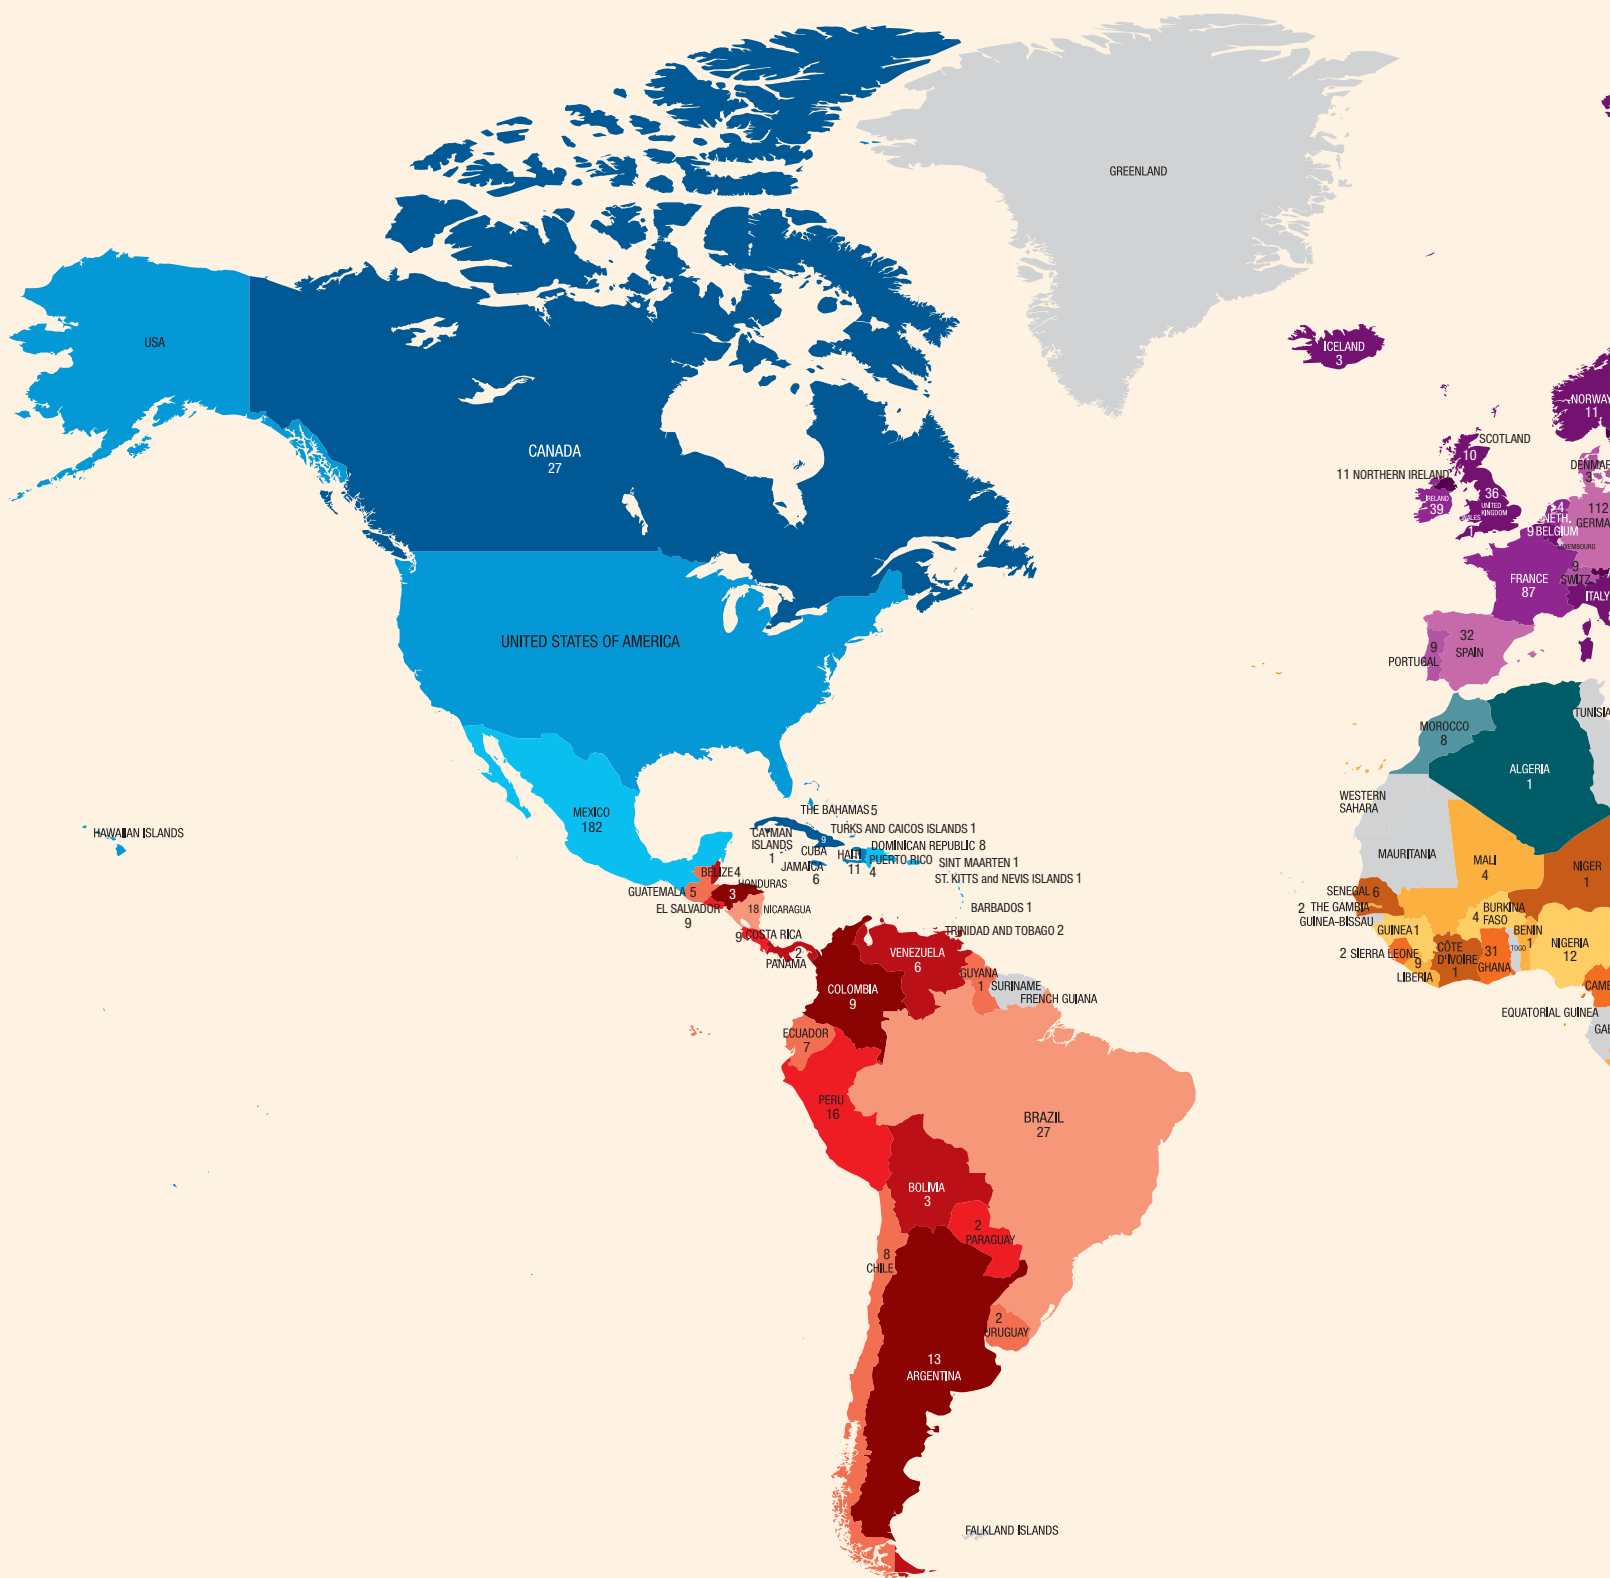 GREENLAND
USA
ICELAND
3
NORWAY
11
CANADA
27
SCOTLAND
10
11 NORTHERN IRELAND
DENMAR
3
IRELAND
39
36
UNITED
KINGDOM
WALES
1
4
NETH.
9 BELGIUM
112
GERMA
LUXEMBOURG
FRANCE
87
9
SWITZ.
ITALY
UNITED STATES OF AMERICA
32
SPAIN
9
PORTUGAL
MOROCCO
8
TUNISIA
ALGERIA
1
WESTERN
SAHARA
MEXICO
182
HAWAIIAN ISLANDS
THE BAHAMAS 5
TURKS AND CAICOS ISLANDS 1
CAYMAN
ISLANDS
1
9
CUBA
HAITI
11
DOMINICAN REPUBLIC 8
PUERTO RICO
4
JAMAICA
6
SINT MAARTEN 1
ST. KITTS and NEVIS ISLANDS 1
BARBADOS 1
TRINIDAD AND TOBAGO 2
BELIZE 4
HONDURAS
3
GUATEMALA 5
EL SALVADOR
9
18 NICARAGUA
9 COSTA RICA
2
PANAMA
MAURITANIA
MALI
4
NIGER
1
SENEGAL 6
2 THE GAMBIA
GUINEA-BISSAU
GUINEA 1
4 BURKINA
FASO
BENIN
1
NIGERIA
12
2 SIERRA LEONE
9
LIBERIA
CÔTE
D'IVOIRE
1
31
GHANA
TOGO
CAME
EQUATORIAL GUINEA
GAB
VENEZUELA
6
GUYANA
1
SURINAME
FRENCH GUIANA
COLOMBIA
9
ECUADOR
7
PERU
16
BRAZIL
27
BOLIVIA
3
2
PARAGUAY
8
CHILE
2
URUGUAY
13
ARGENTINA
FALKLAND ISLANDS